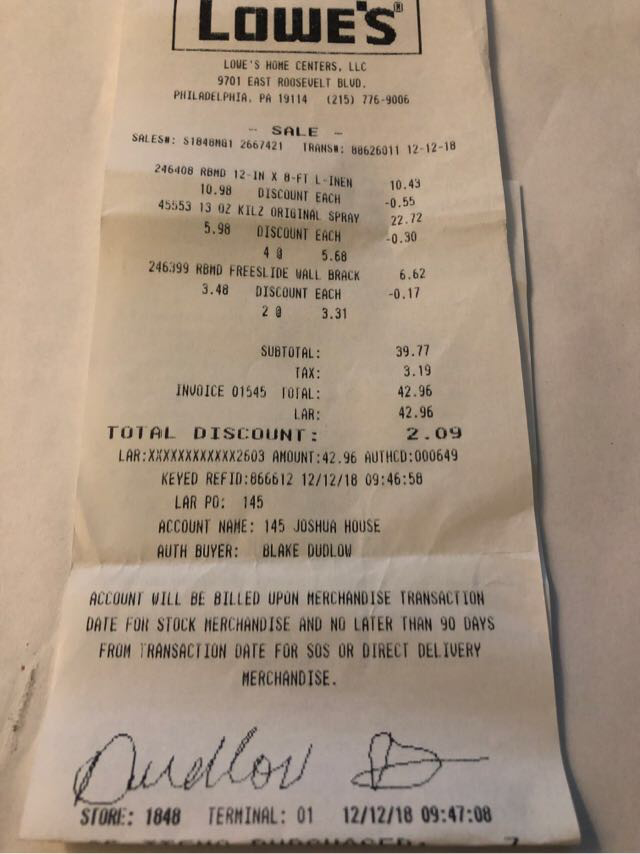 LOWE'S®
LOWE'S HOME CENTERS, LLC
9701 EAST ROOSEVELT BLVD.
PHILADELPHIA, PA 19114 (215) 776-9006
- SALE -
SALES#: S1848MG1 2667421 TRANS#: 88626011 12-12-18
246408 RBMD 12-IN X 8-FT L-INEN 10.43
10.98 DISCOUNT EACH -0.55
45553 13 OZ KILZ ORIGINAL SPRAY 22.72
5.98 DISCOUNT EACH -0.30
4 @ 5.68
246399 RBMD FREESLIDE WALL BRACK 6.62
3.48 DISCOUNT EACH -0.17
2 @ 3.31
SUBTOTAL: 39.77
TAX: 3.19
INVOICE 01545 TOTAL: 42.96
LAR: 42.96
TOTAL DISCOUNT: 2.09
LAR:XXXXXXXXXXXX2603 AMOUNT:42.96 AUTHCD:000649
KEYED REFID:866612 12/12/18 09:46:58
LAR PO: 145
ACCOUNT NAME: 145 JOSHUA HOUSE
AUTH BUYER: BLAKE DUDLOW
ACCOUNT WILL BE BILLED UPON MERCHANDISE TRANSACTION
DATE FOR STOCK MERCHANDISE AND NO LATER THAN 90 DAYS
FROM TRANSACTION DATE FOR SOS OR DIRECT DELIVERY
MERCHANDISE.
Dudlow
STORE: 1848 TERMINAL: 01 12/12/18 09:47:08
OF ITEMS PURCHASED: 7